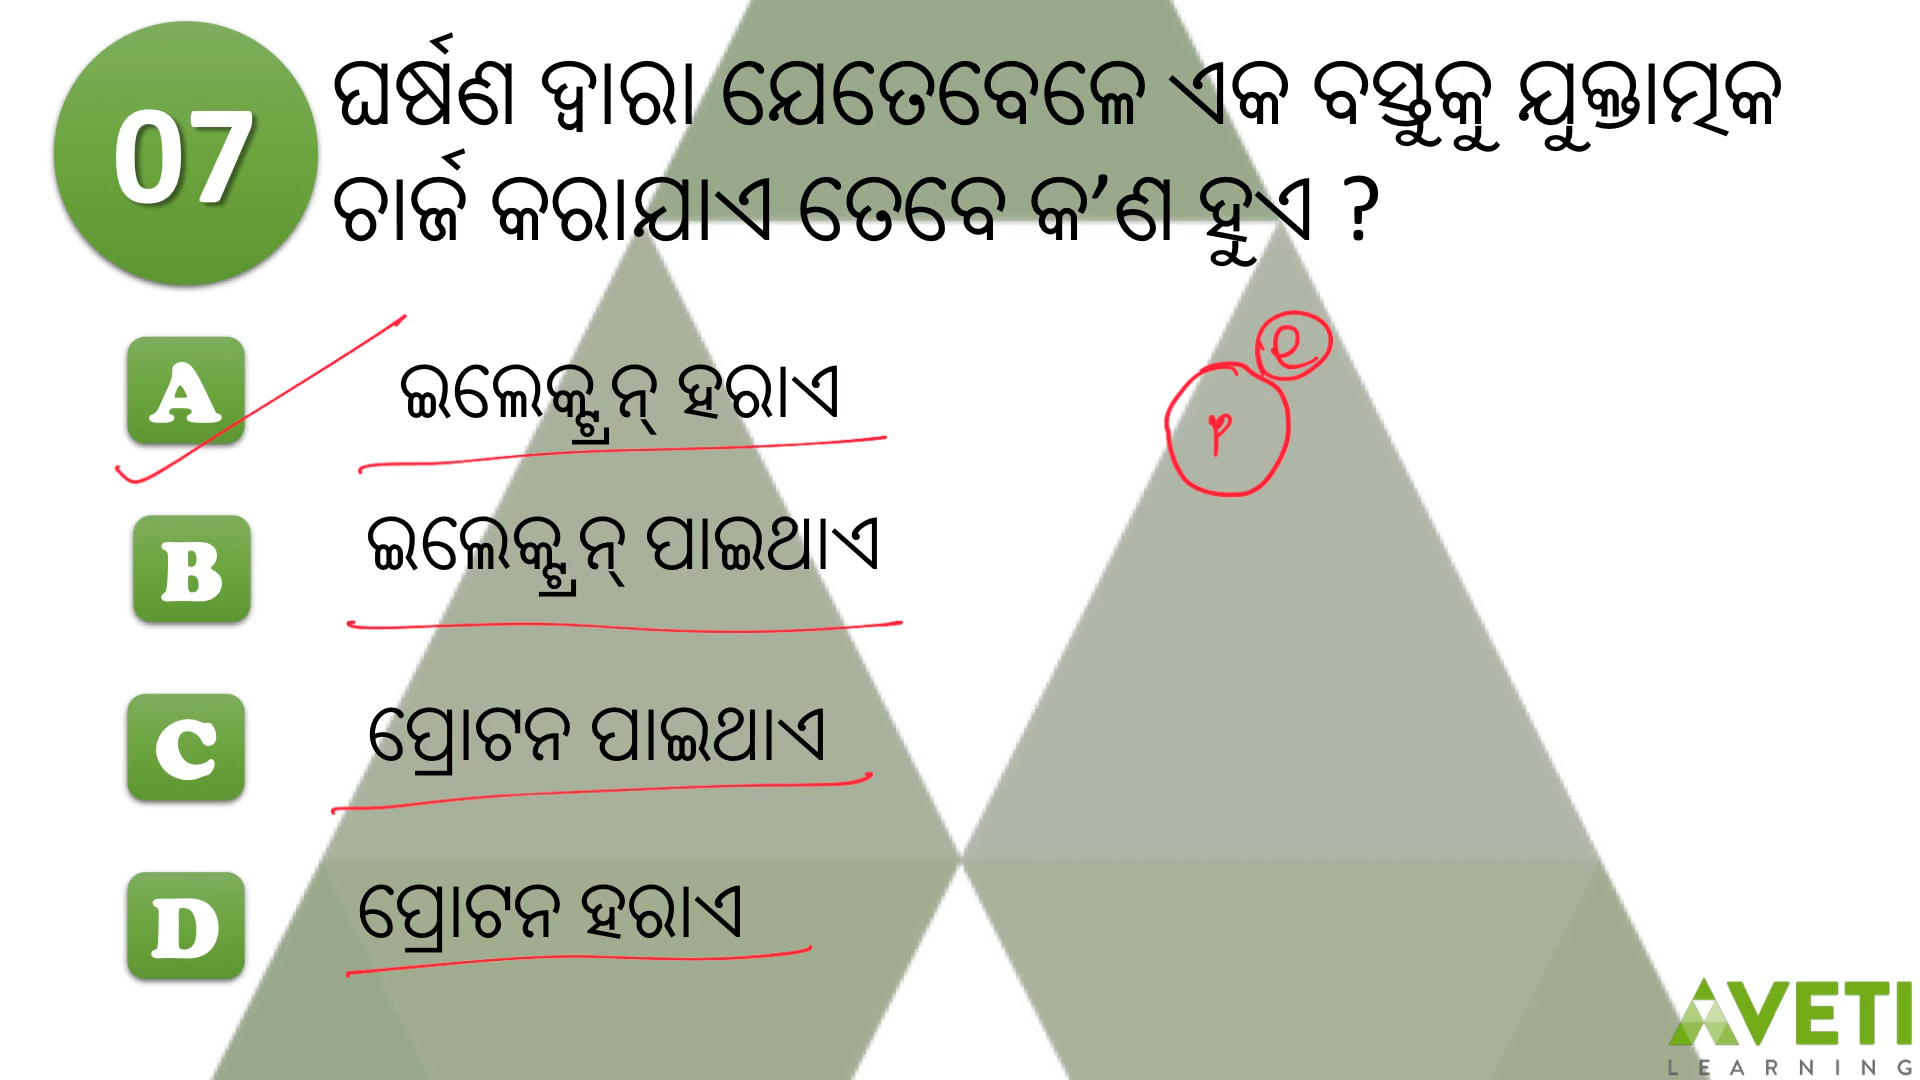 07
ଘର୍ଷଣ ଦ୍ୱାରା ଯେତେବେଳେ ଏକ ବସ୍ତୁକୁ ଯୁକ୍ତାତ୍ମକ
ଚାର୍ଜ କରାଯାଏ ତେବେ କ’ଣ ହୁଏ ?
A ଇଲେକ୍ଟ୍ରନ୍ ହରାଏ
e
P
B ଇଲେକ୍ଟ୍ରନ୍ ପାଇଥାଏ
C ପ୍ରୋଟନ ପାଇଥାଏ
D ପ୍ରୋଟନ ହରାଏ
AVETI
LEARNING